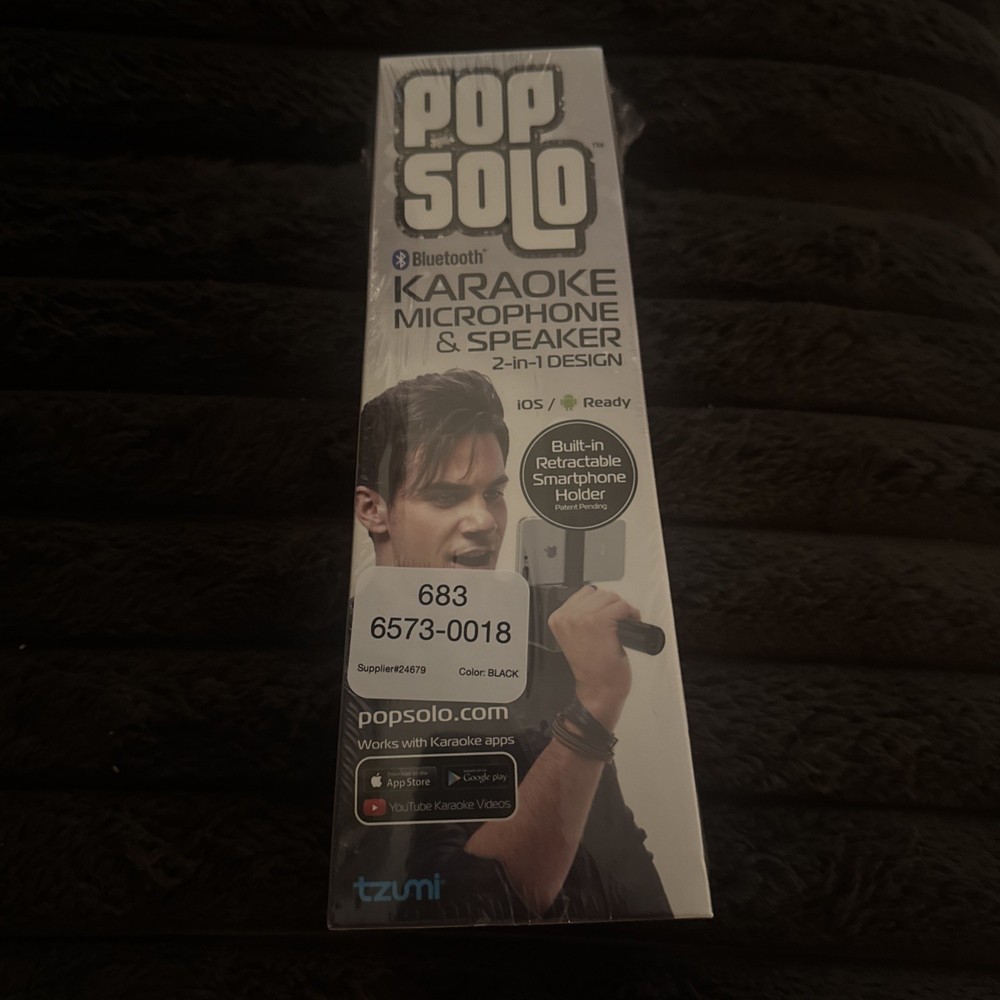 POP
SOLO™
Bluetooth®
KARAOKE
MICROPHONE
& SPEAKER
2-in-1 DESIGN
iOS / Ready
Built-in
Retractable
Smartphone
Holder
Patent Pending
683
6573-0018
Supplier#24679 Color: BLACK
popsolo.com
Works with Karaoke apps
App Store
Google play
YouTube Karaoke Videos
tzumi